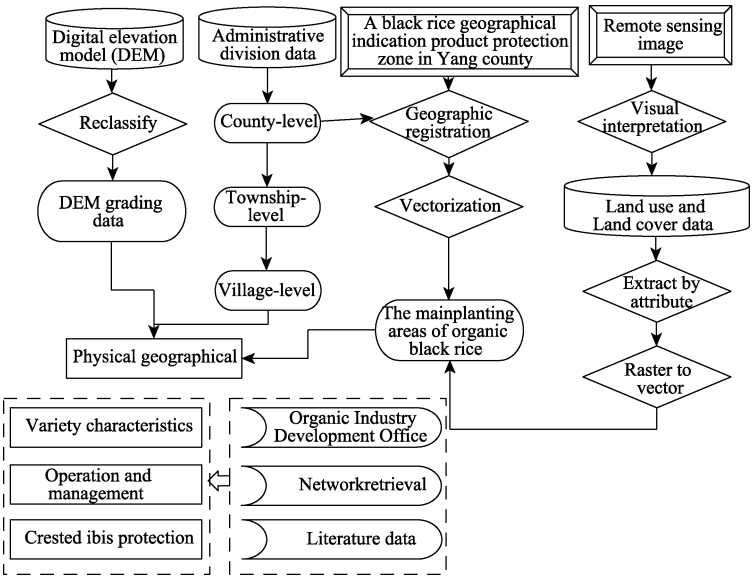 Digital elevation
model (DEM)
Administrative
division data
A black rice geographical
indication product protection
zone in Yang county
Remote sensing
image
Reclassify
County-level
Geographic
registration
Visual
interpretation
DEM grading
data
Township-
level
Vectorization
Land use and
Land cover data
Village-level
Extract by
attribute
The mainplanting
areas of organic
black rice
Physical geographical
Raster to
vector
Variety characteristics
Organic Industry
Development Office
Operation and
management
Networkretrieval
Crested ibis protection
Literature data